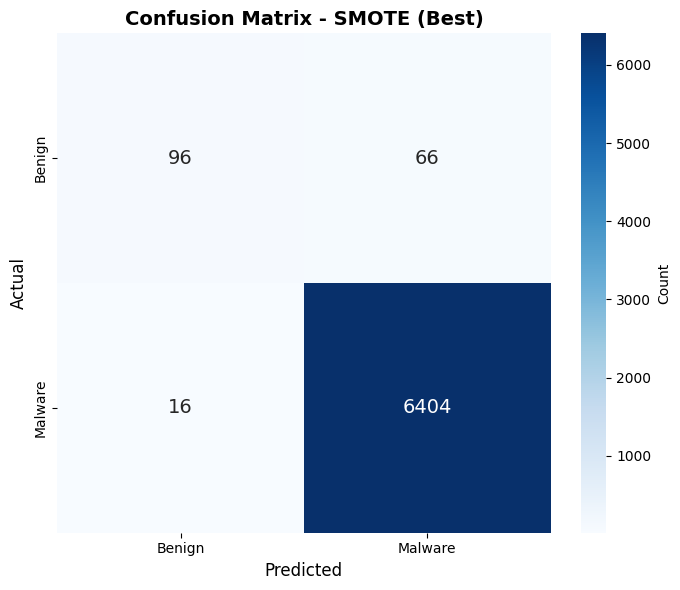 Confusion Matrix - SMOTE (Best)
Actual
Benign
Malware
96
66
16
6404
Benign
Malware
Predicted
6000
5000
4000
3000
2000
1000
Count